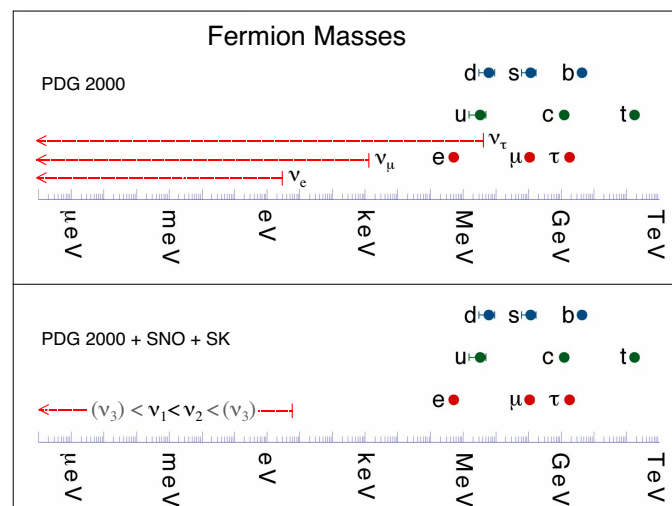 Fermion Masses
d s b
PDG 2000
u c t
ντ
νμ e μ τ
νe
μeV meV eV keV MeV GeV TeV
d s b
PDG 2000 + SNO + SK
u c t
(ν3) < ν1< ν2 < (ν3) e μ τ
μeV meV eV keV MeV GeV TeV